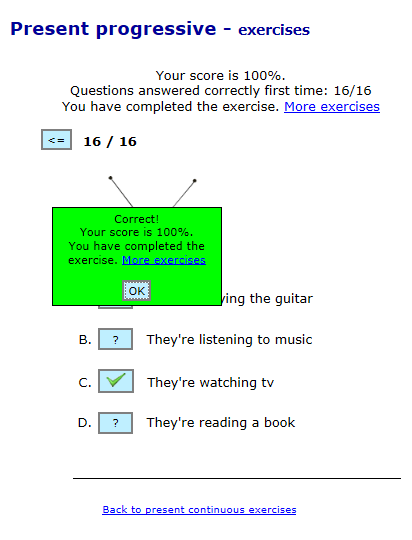 Present progressive - exercises
Your score is 100%.
Questions answered correctly first time: 16/16
You have completed the exercise. More exercises
<= 16 / 16
Correct!
Your score is 100%.
You have completed the
exercise. More exercises
OK
the guitar
B. ? They're listening to music
C. They're watching tv
D. ? They're reading a book
Back to present continuous exercises